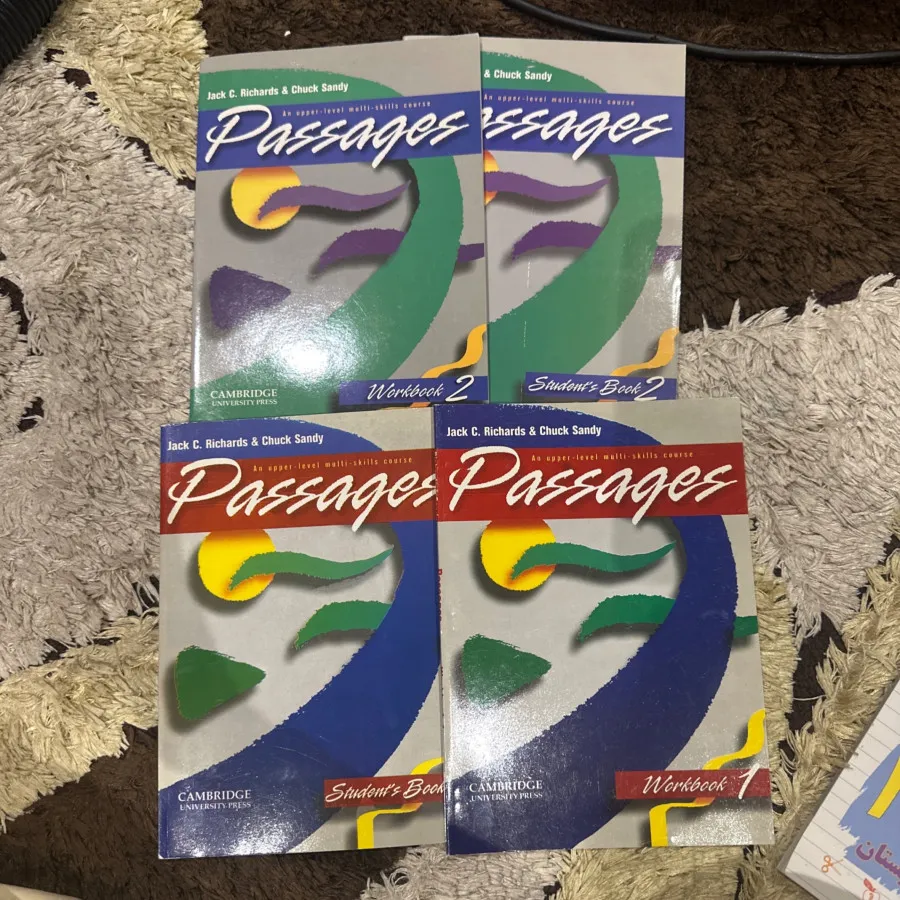 Jack C. Richards & Chuck Sandy
An upper-level multi-skills course
Passages
CAMBRIDGE
UNIVERSITY PRESS
Workbook 2
& Chuck Sandy
An upper-level multi-skills course
ssages
Student's Book 2
Jack C. Richards & Chuck Sandy
An upper-level multi-skills course
Passages
CAMBRIDGE
UNIVERSITY PRESS
Student's Book
Jack C. Richards & Chuck Sandy
An upper-level multi-skills course
Passages
CAMBRIDGE
UNIVERSITY PRESS
Workbook 1